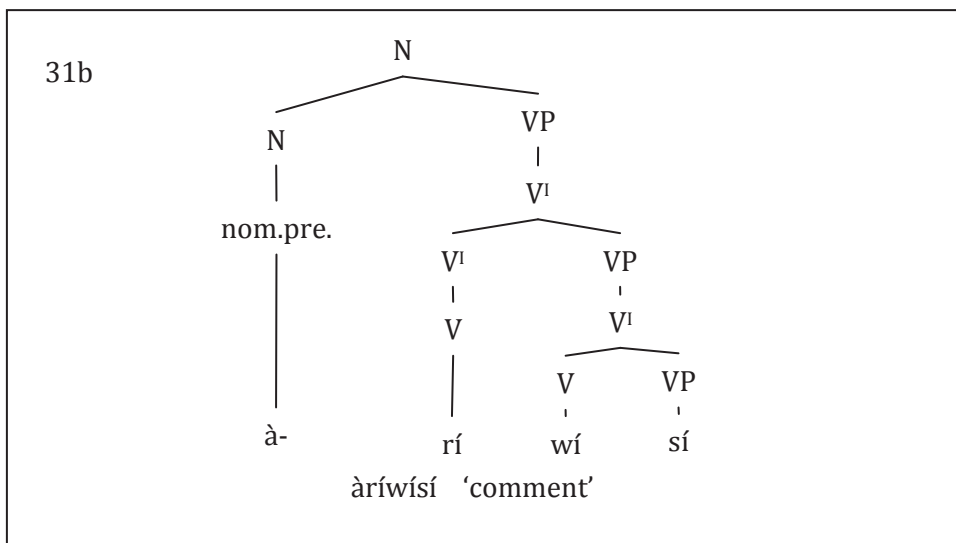 31b
N
N VP
Vᴵ
nom.pre.
Vᴵ VP
V Vᴵ
V VP
à- rí wí sí
àríwísí ‘comment’